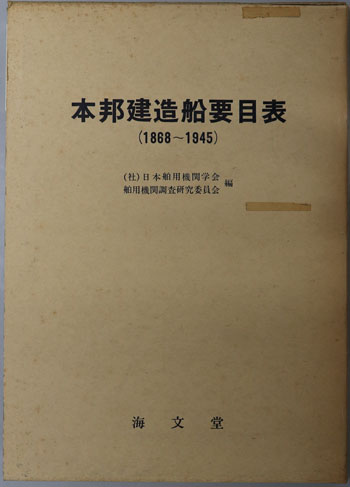 本邦建造船要目表
(1868～1945)
(社)日本舶用機関学会
舶用機関調査研究委員会 編
海文堂